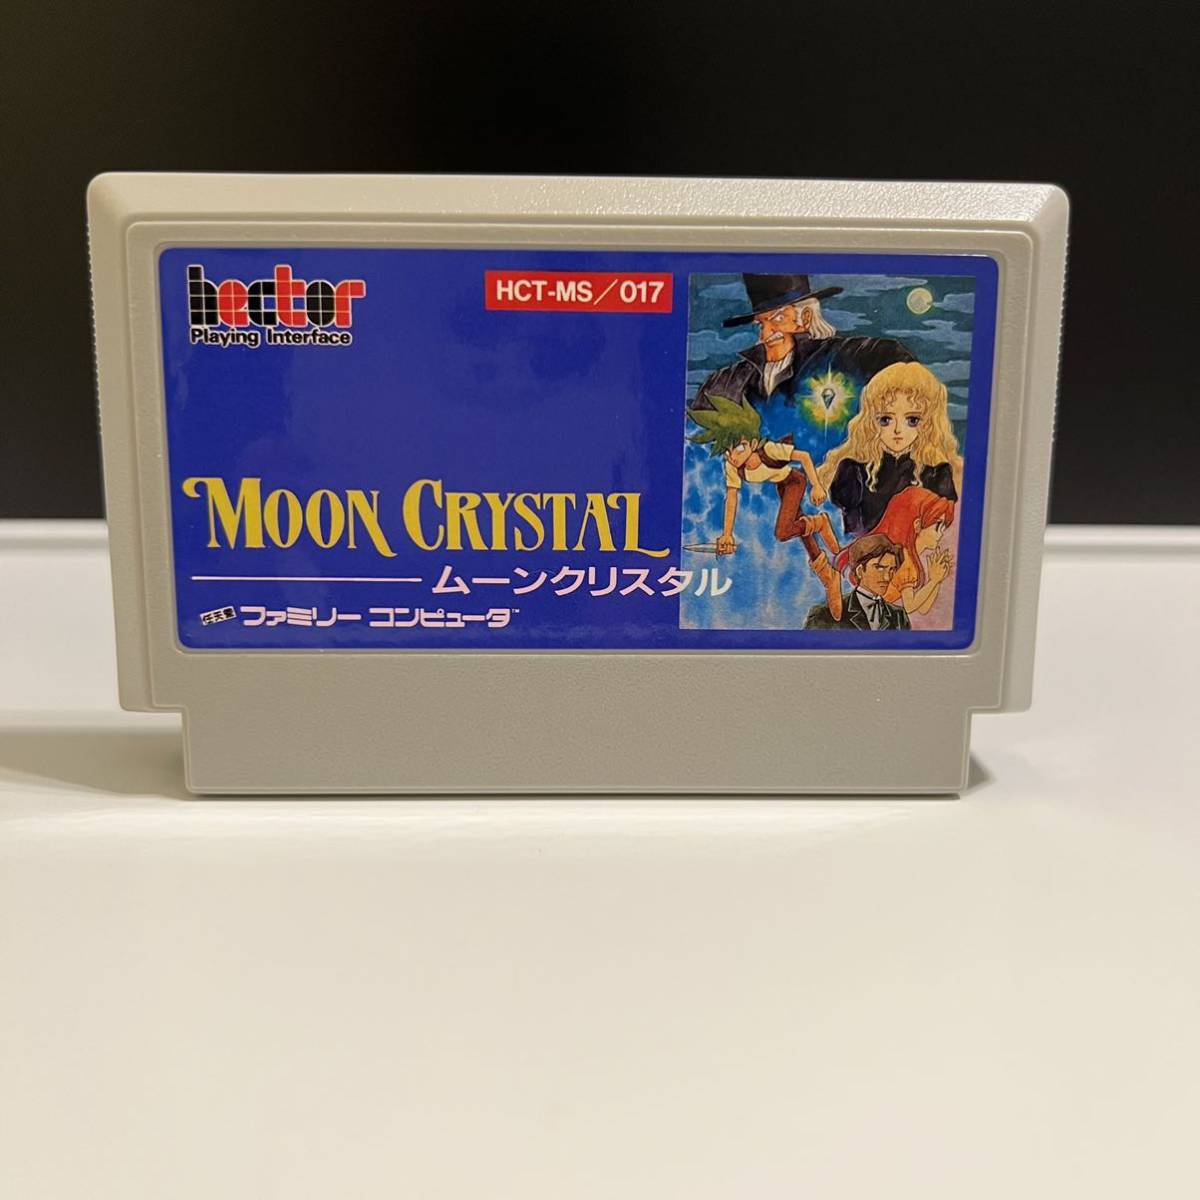 hector
Playing Interface
HCT-MS/017
MOON CRYSTAL
ムーンクリスタル
任天堂 ファミリー コンピュータ™